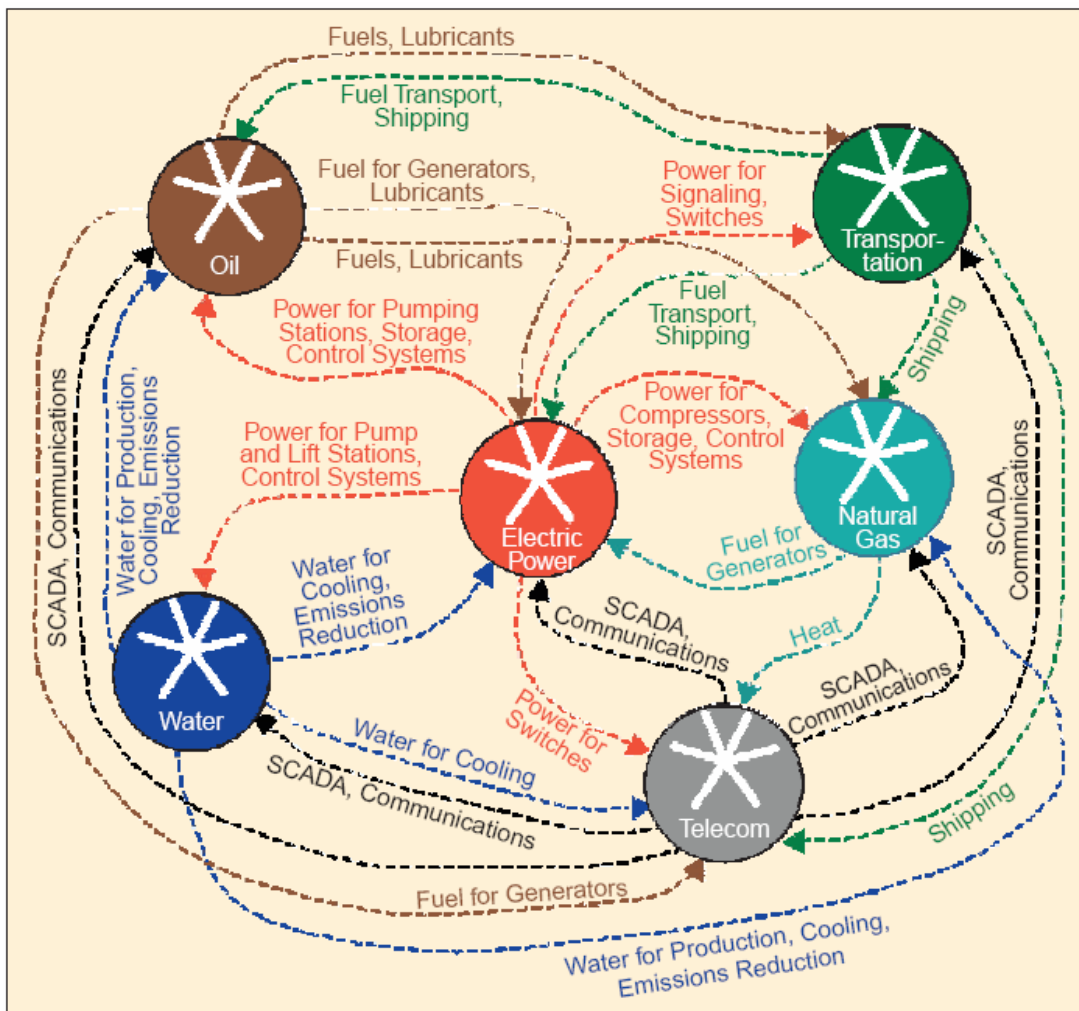 Fuels, Lubricants
Fuel Transport,
Shipping
Fuel for Generators,
Lubricants
Power for
Signaling,
Switches
Oil
Transpor-
tation
Fuels, Lubricants
Fuel
Transport,
Shipping
Shipping
Power for Pumping
Stations, Storage,
Control Systems
Power for
Compressors,
Storage, Control
Systems
Power for Pump
and Lift Stations,
Control Systems
SCADA, Communications
Water for Production,
Cooling, Emissions
Reduction
SCADA,
Communications
Electric
Power
Natural
Gas
Water for
Cooling,
Emissions
Reduction
Fuel for
Generators
SCADA,
Communications
Heat
SCADA,
Communications
Water
Power for
Switches
Water for Cooling
SCADA, Communications
Telecom
Shipping
Fuel for Generators
Water for Production, Cooling,
Emissions Reduction